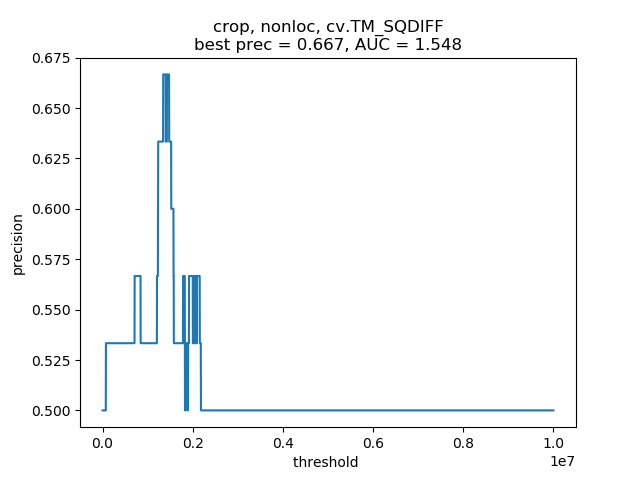 crop, nonloc, cv.TM_SQDIFF
best prec = 0.667, AUC = 1.548
0.675
0.650
0.625
0.600
0.575
0.550
0.525
0.500
precision
0.0 0.2 0.4 0.6 0.8 1.0
1e7
threshold